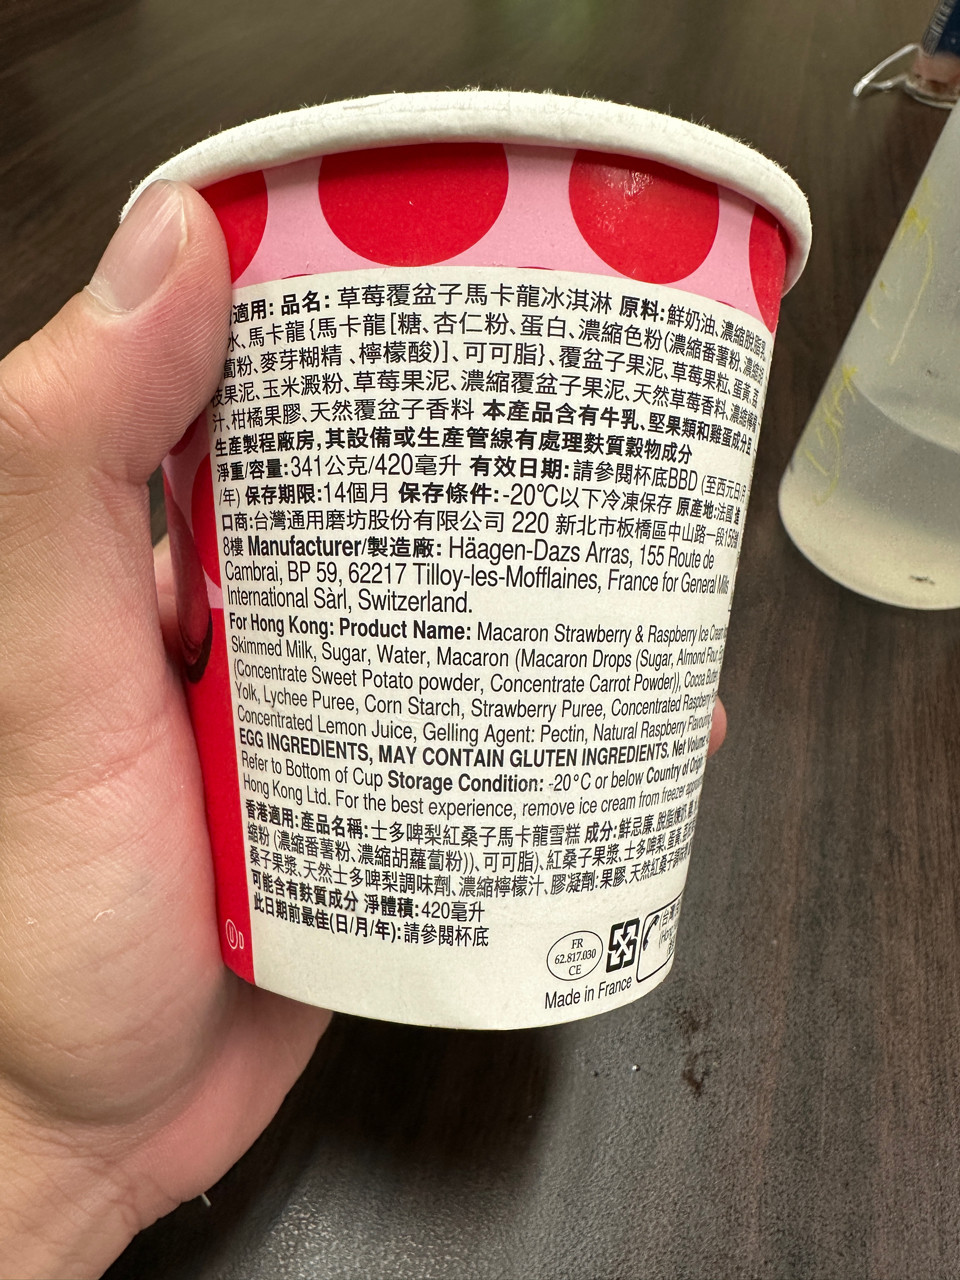 適用: 品名: 草莓覆盆子馬卡龍冰淇淋 原料:鮮奶油、濃縮脫脂乳、
水、馬卡龍{馬卡龍[糖、杏仁粉、蛋白、濃縮色粉(濃縮番薯粉、濃縮胡
蔔粉、麥芽糊精、檸檬酸)]、可可脂}、覆盆子果泥、草莓果粒、蛋黃、荔
枝果泥、玉米澱粉、草莓果泥、濃縮覆盆子果泥、天然草莓香料、濃縮檸檬
汁、柑橘果膠、天然覆盆子香料 本產品含有牛乳、堅果類和雞蛋成分且
生產製程廠房,其設備或生產管線有處理麩質穀物成分
淨重/容量:341公克/420毫升 有效日期:請參閱杯底BBD (至西元日/月
/年) 保存期限:14個月 保存條件:-20℃以下冷凍保存 原產地:法國 進
口商:台灣通用磨坊股份有限公司 220 新北市板橋區中山路一段156號
8樓 Manufacturer/製造廠: Häagen-Dazs Arras, 155 Route de
Cambrai, BP 59, 62217 Tilloy-les-Mofflaines, France for General Mills
International Sàrl, Switzerland.
For Hong Kong: Product Name: Macaron Strawberry & Raspberry Ice Cream
Skimmed Milk, Sugar, Water, Macaron (Macaron Drops (Sugar, Almond Flour,
(Concentrate Sweet Potato powder, Concentrate Carrot Powder)), Cocoa
Yolk, Lychee Puree, Corn Starch, Strawberry Puree, Concentrated Raspberry
Concentrated Lemon Juice, Gelling Agent: Pectin, Natural Raspberry
EGG INGREDIENTS, MAY CONTAIN GLUTEN INGREDIENTS. Net Volume
Refer to Bottom of Cup Storage Condition: -20°C or below Country of Origin
Hong Kong Ltd. For the best experience, remove ice cream from freezer
香港適用:產品名稱:士多啤梨紅桑子馬卡龍雪糕 成分:鮮忌廉、脫脂煉奶、
縮粉 (濃縮番薯粉、濃縮胡蘿蔔粉))、可可脂)、紅桑子果漿、士多啤梨、蛋黃、
桑子果漿、天然士多啤梨調味劑、濃縮檸檬汁、膠凝劑:果膠、天然紅桑子
可能含有麩質成分 淨體積:420毫升
此日期前最佳(日/月/年):請參閱杯底
U D
FR
62.817.030
CE
Made in France